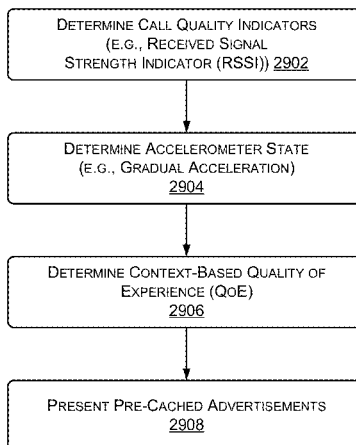 DETERMINE CALL QUALITY INDICATORS
(E.G., RECEIVED SIGNAL
STRENGTH INDICATOR (RSSI)) 2902
DETERMINE ACCELEROMETER STATE
(E.G., GRADUAL ACCELERATION)
2904
DETERMINE CONTEXT-BASED QUALITY OF
EXPERIENCE (QOE)
2906
PRESENT PRE-CACHED ADVERTISEMENTS
2908